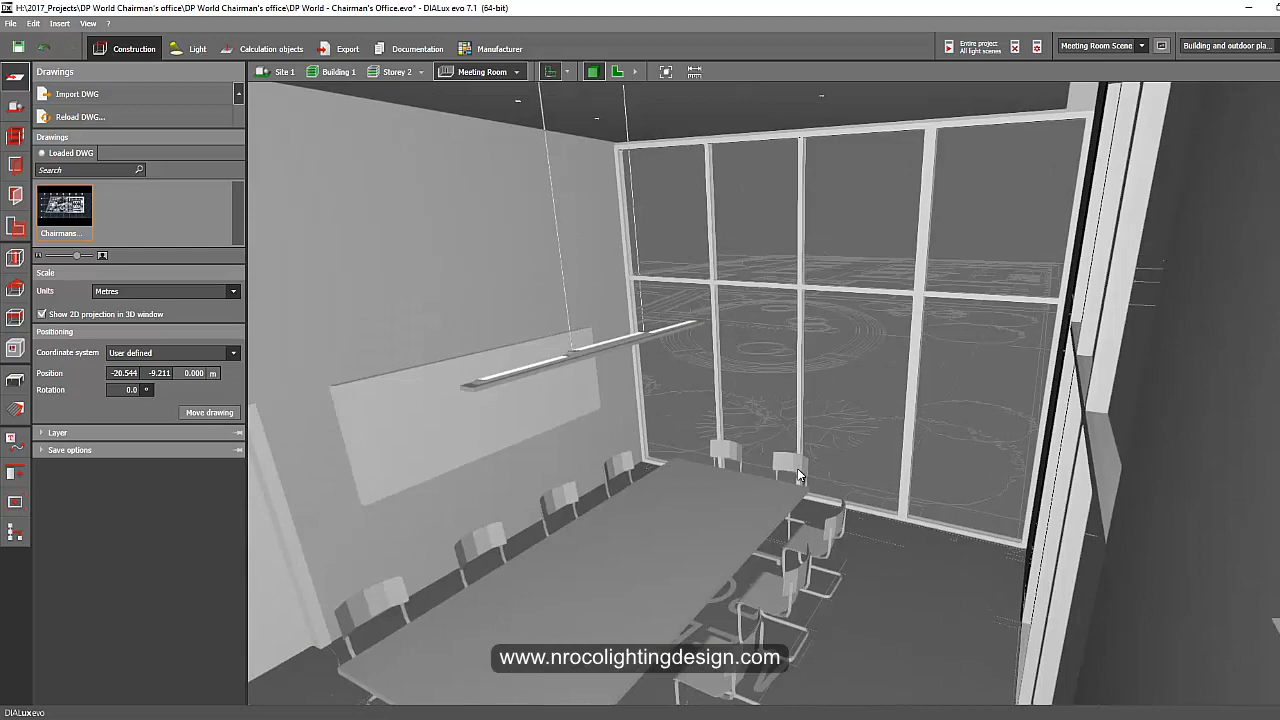 H:\2017_Projects\DP World Chairman's office\DP World Chairman's office\DP World - Chairman's Office.evo* - DIALux evo 7.1 (64-bit)
File Edit Insert View ?
Construction Light Calculation objects Export Documentation Manufacturer
Entire project
All light scenes
Meeting Room Scene
Building and outdoor pla...
Drawings
Site 1 Building 1 Storey 2 Meeting Room
Import DWG
Reload DWG...
Drawings
Loaded DWG
Search
Chairmans...
Scale
Units Metres
Show 2D projection in 3D window
Positioning
Coordinate system User defined
Position -20.544 -9.211 0.000 m
Rotation 0.0 °
Move drawing
Layer
Save options
www.nrocolightingdesign.com
DIALux evo